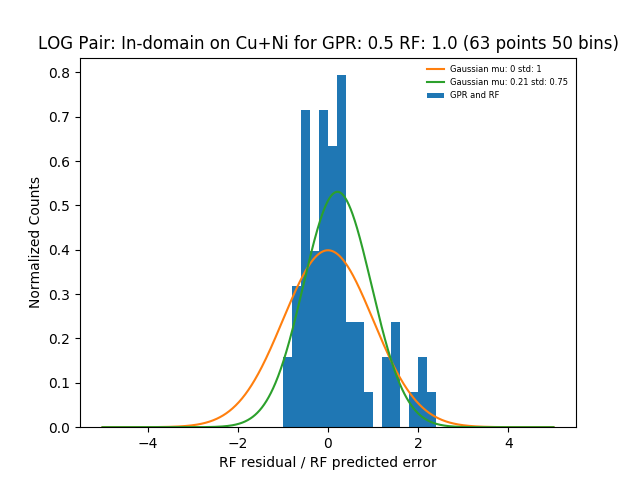 LOG Pair: In-domain on Cu+Ni for GPR: 0.5 RF: 1.0 (63 points 50 bins)
Gaussian mu: 0 std: 1
Gaussian mu: 0.21 std: 0.75
GPR and RF
Normalized Counts
0.8
0.7
0.6
0.5
0.4
0.3
0.2
0.1
0.0
−4 −2 0 2 4
RF residual / RF predicted error